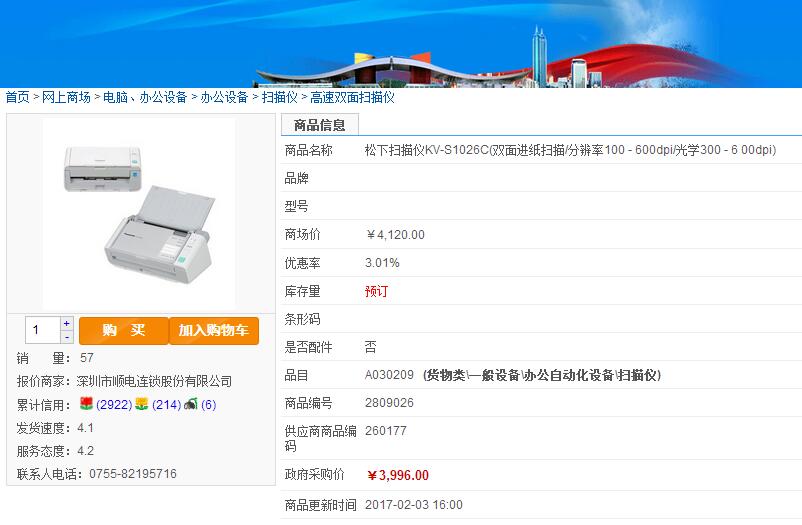 首页 > 网上商场 > 电脑、办公设备 > 办公设备 > 扫描仪 > 高速双面扫描仪
商品信息
商品名称 松下扫描仪KV-S1026C(双面进纸扫描/分辨率100 - 600dpi/光学300 - 6 00dpi)
品牌
型号
商场价 ￥4,120.00
优惠率 3.01%
库存量 预订
条形码
是否配件 否
品目 A030209 (货物类\一般设备\办公自动化设备\扫描仪)
商品编号 2809026
供应商商品编 260177
码
政府采购价 ￥3,996.00
商品更新时间 2017-02-03 16:00
1 + -
购 买 加入购物车
销 量： 57
报价商家： 深圳市顺电连锁股份有限公司
累计信用： (2922) (214) (6)
发货速度： 4.1
服务态度： 4.2
联系人电话： 0755-82195716